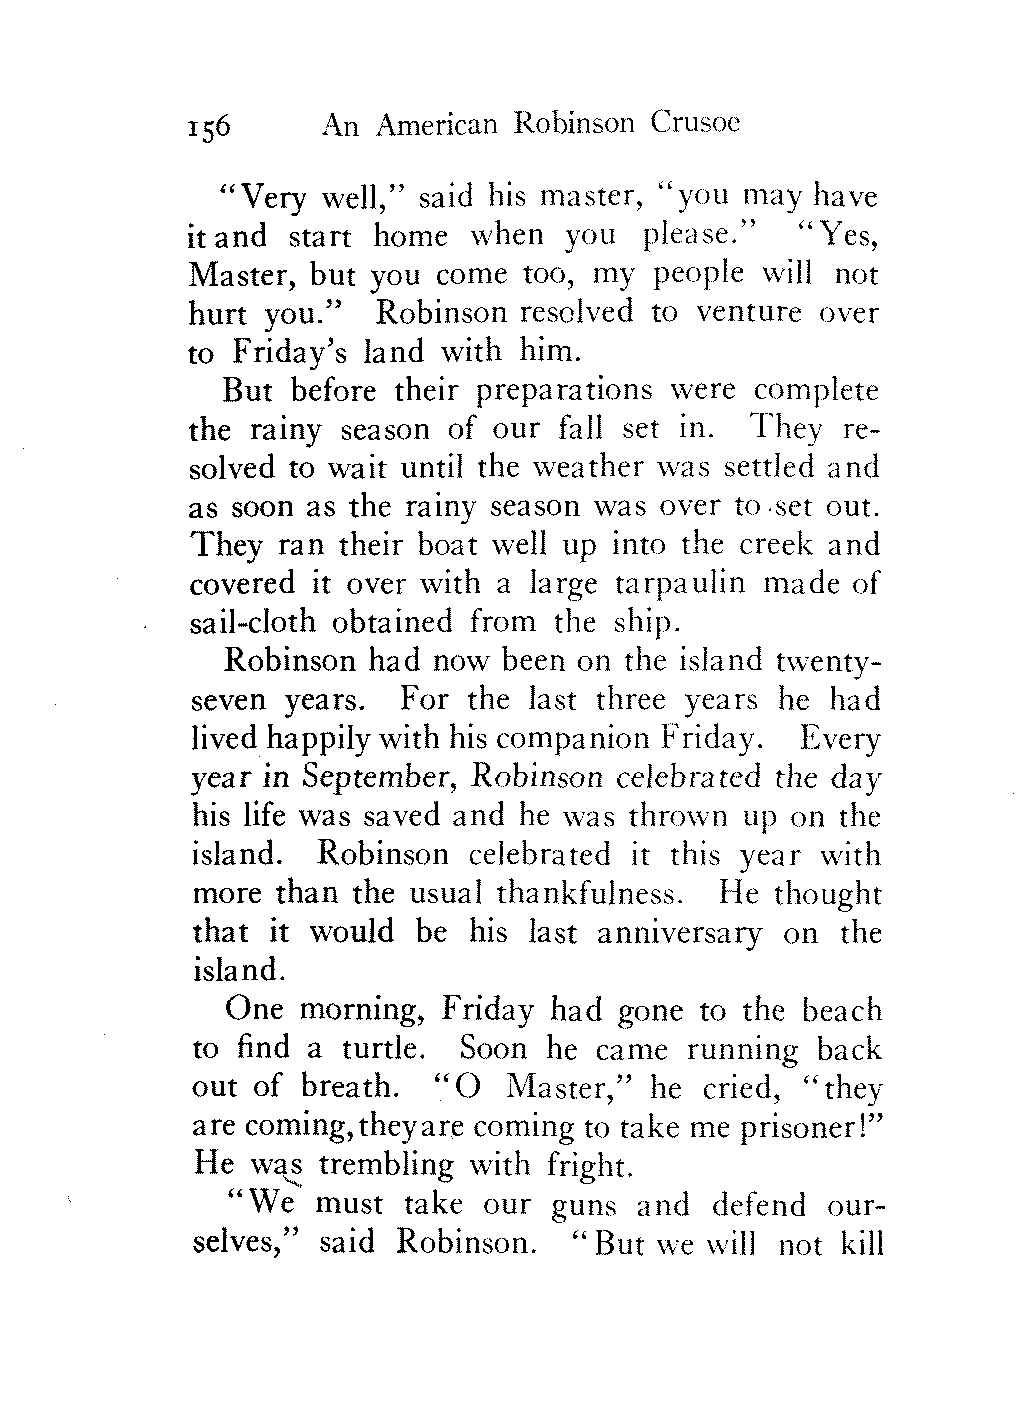 156 An American Robinson Crusoe
“Very well,” said his master, “you may have
it and start home when you please.” “Yes,
Master, but you come too, my people will not
hurt you.” Robinson resolved to venture over
to Friday’s land with him.
But before their preparations were complete
the rainy season of our fall set in. They re-
solved to wait until the weather was settled and
as soon as the rainy season was over to set out.
They ran their boat well up into the creek and
covered it over with a large tarpaulin made of
sail-cloth obtained from the ship.
Robinson had now been on the island twenty-
seven years. For the last three years he had
lived happily with his companion Friday. Every
year in September, Robinson celebrated the day
his life was saved and he was thrown up on the
island. Robinson celebrated it this year with
more than the usual thankfulness. He thought
that it would be his last anniversary on the
island.
One morning, Friday had gone to the beach
to find a turtle. Soon he came running back
out of breath. “O Master,” he cried, “they
are coming, they are coming to take me prisoner!”
He was trembling with fright.
“We must take our guns and defend our-
selves,” said Robinson. “But we will not kill